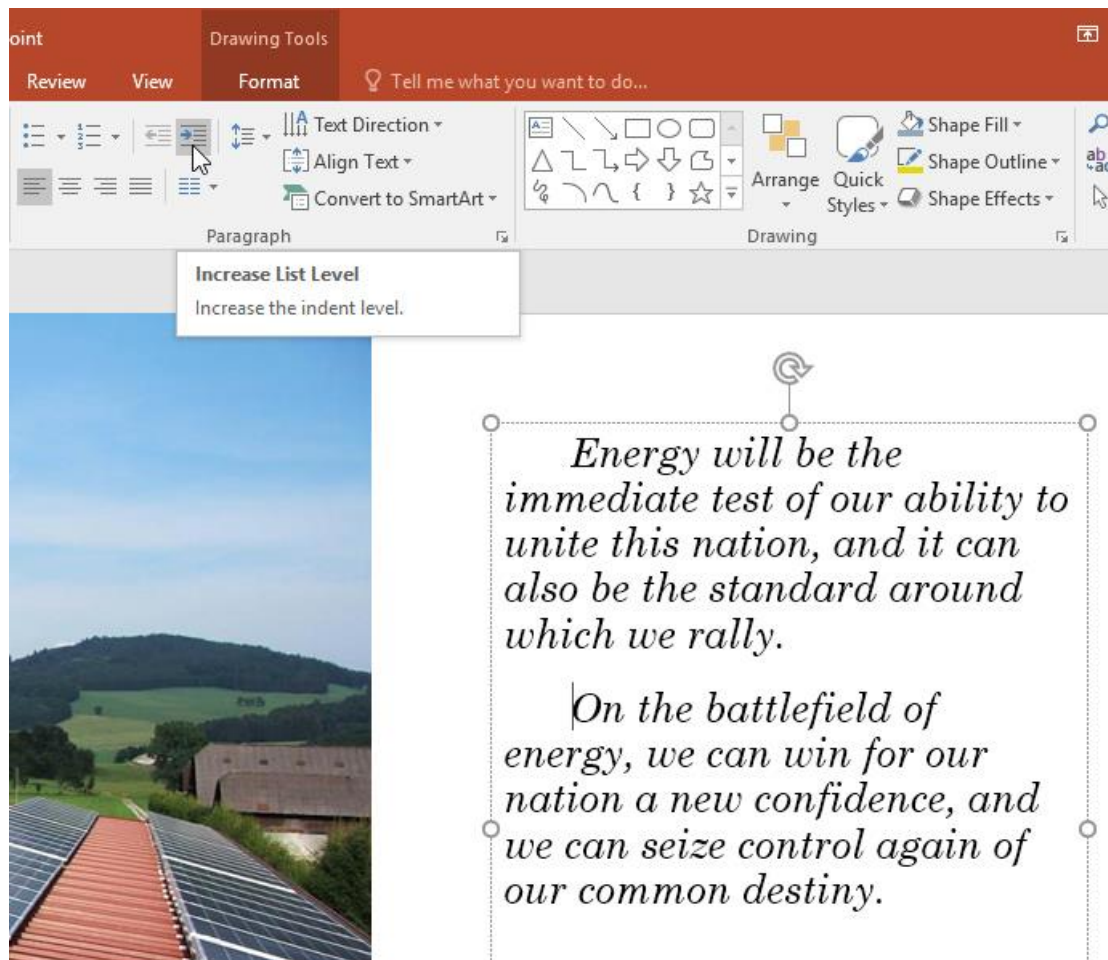 oint
Drawing Tools
Review View Format Tell me what you want to do...
Text Direction
Align Text
Convert to SmartArt
Arrange
Quick
Styles
Shape Fill
Shape Outline
Shape Effects
Paragraph
Drawing
Increase List Level
Increase the indent level.
Energy will be the
immediate test of our ability to
unite this nation, and it can
also be the standard around
which we rally.
On the battlefield of
energy, we can win for our
nation a new confidence, and
we can seize control again of
our common destiny.